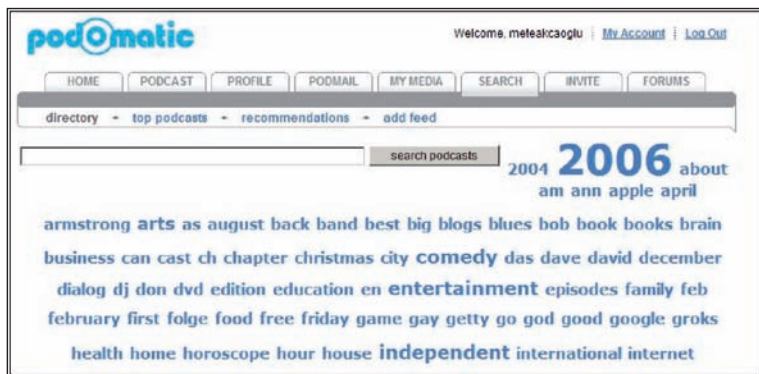 podOmatic
Welcome, meteakcaoglu | My Account | Log Out
HOME PODCAST PROFILE PODMAIL MY MEDIA SEARCH INVITE FORUMS
directory - top podcasts - recommendations - add feed
search podcasts
2004 2006 about
am ann apple april
armstrong arts as august back band best big blogs blues bob book books brain
business can cast ch chapter christmas city comedy das dave david december
dialog dj don dvd edition education en entertainment episodes family feb
february first folge food free friday game gay getty go god good google groks
health home horoscope hour house independent international internet